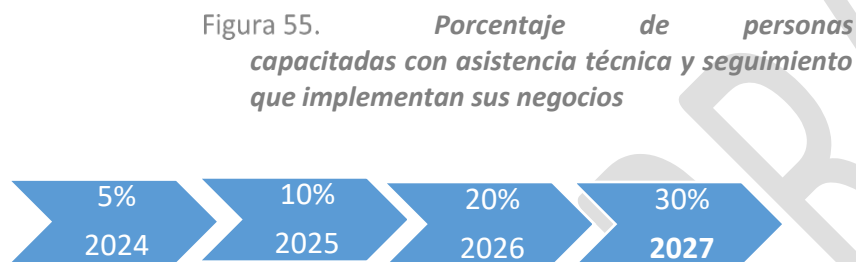 Figura 55. Porcentaje de personas
capacitadas con asistencia técnica y seguimiento
que implementan sus negocios
5% 10% 20% 30%
2024 2025 2026 2027